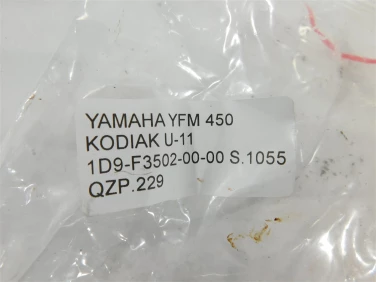 YAMAHA YFM 450
KODIAK U-11
1D9-F3502-00-00 S.1055
QZP.229